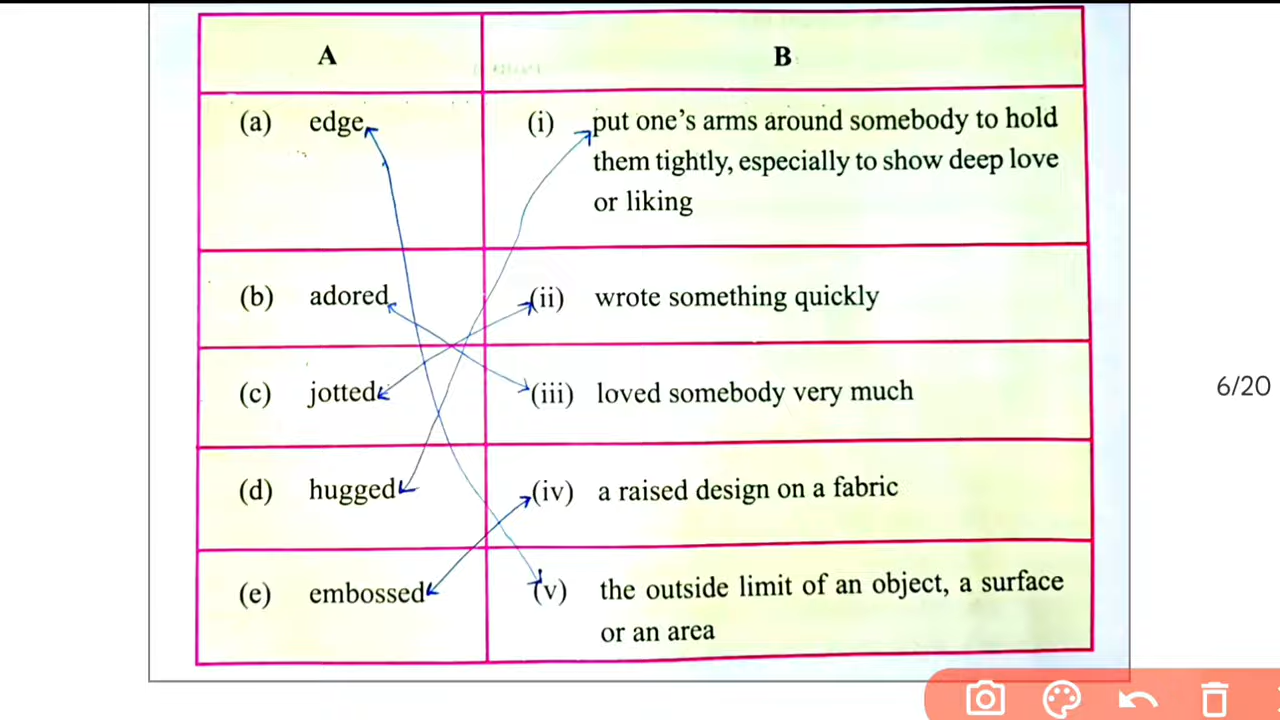 A B
(a) edge (i) put one's arms around somebody to hold
them tightly, especially to show deep love
or liking
(b) adored (ii) wrote something quickly
(c) jotted (iii) loved somebody very much
(d) hugged (iv) a raised design on a fabric
(e) embossed (v) the outside limit of an object, a surface
or an area
6/20